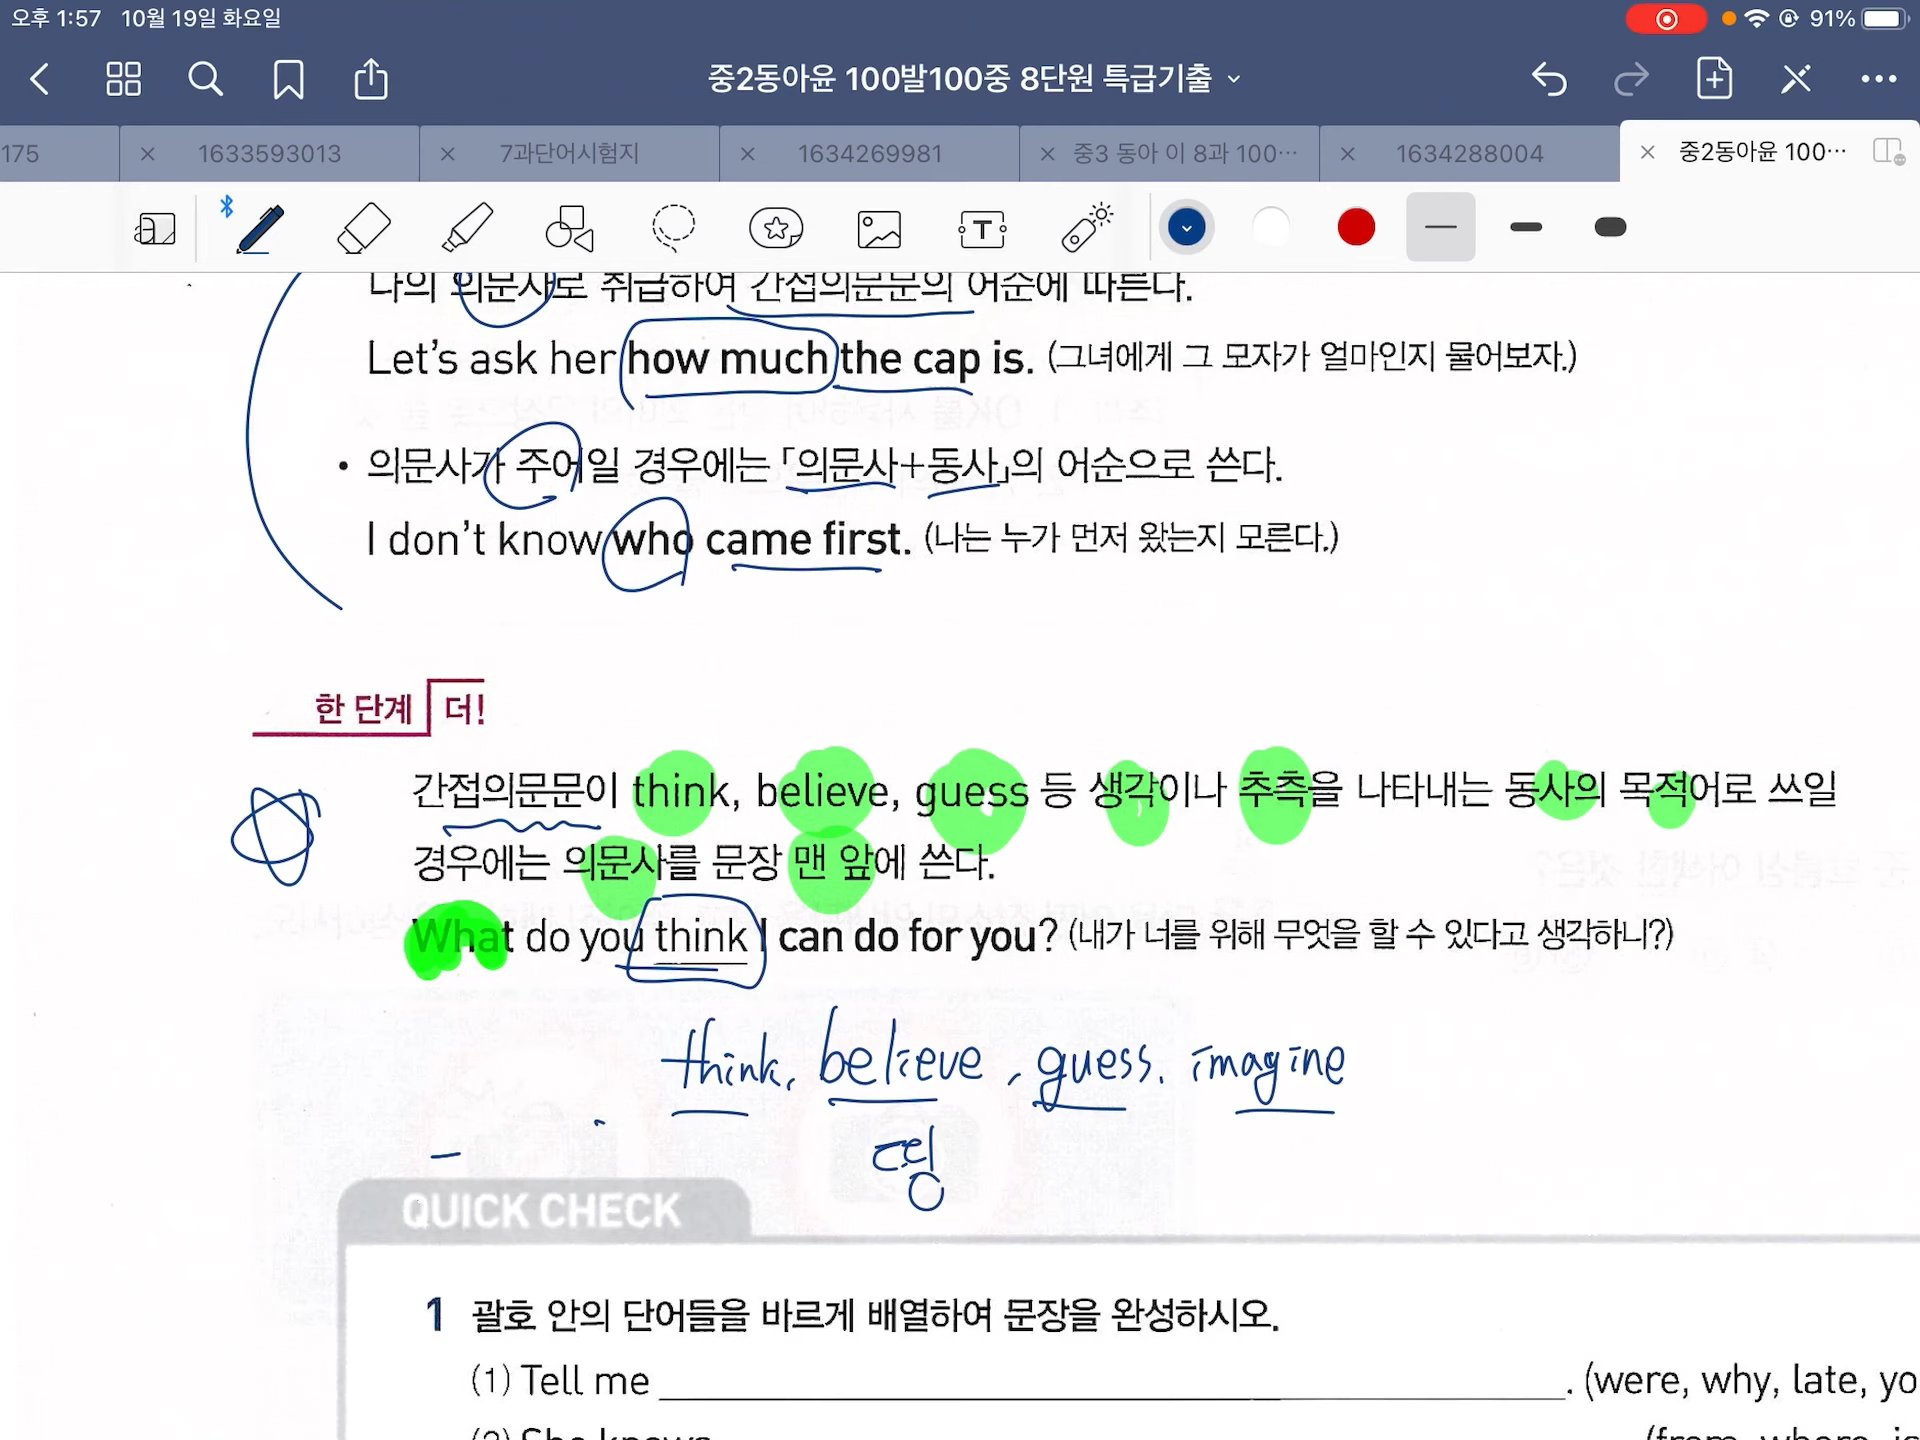 오후 1:57 10월 19일 화요일 91%
중2동아윤 100발100중 8단원 특급기출
175 1633593013 7과단어시험지 1634269981 중3 동아 이 8과 100… 1634288004 중2동아윤 100…
나의 의문사로 취급하여 간접의문문의 어순에 따른다.
Let's ask her how much the cap is. (그녀에게 그 모자가 얼마인지 물어보자.)
• 의문사가 주어일 경우에는 「의문사+동사」의 어순으로 쓴다.
I don't know who came first. (나는 누가 먼저 왔는지 모른다.)
한 단계 더!
간접의문문이 think, believe, guess 등 생각이나 추측을 나타내는 동사의 목적어로 쓰일
경우에는 의문사를 문장 맨 앞에 쓴다.
What do you think I can do for you? (내가 너를 위해 무엇을 할 수 있다고 생각하니?)
think, believe, guess, imagine
띵
QUICK CHECK
1 괄호 안의 단어들을 바르게 배열하여 문장을 완성하시오.
(1) Tell me ______. (were, why, late, yo
(2) She knows (from, where, is